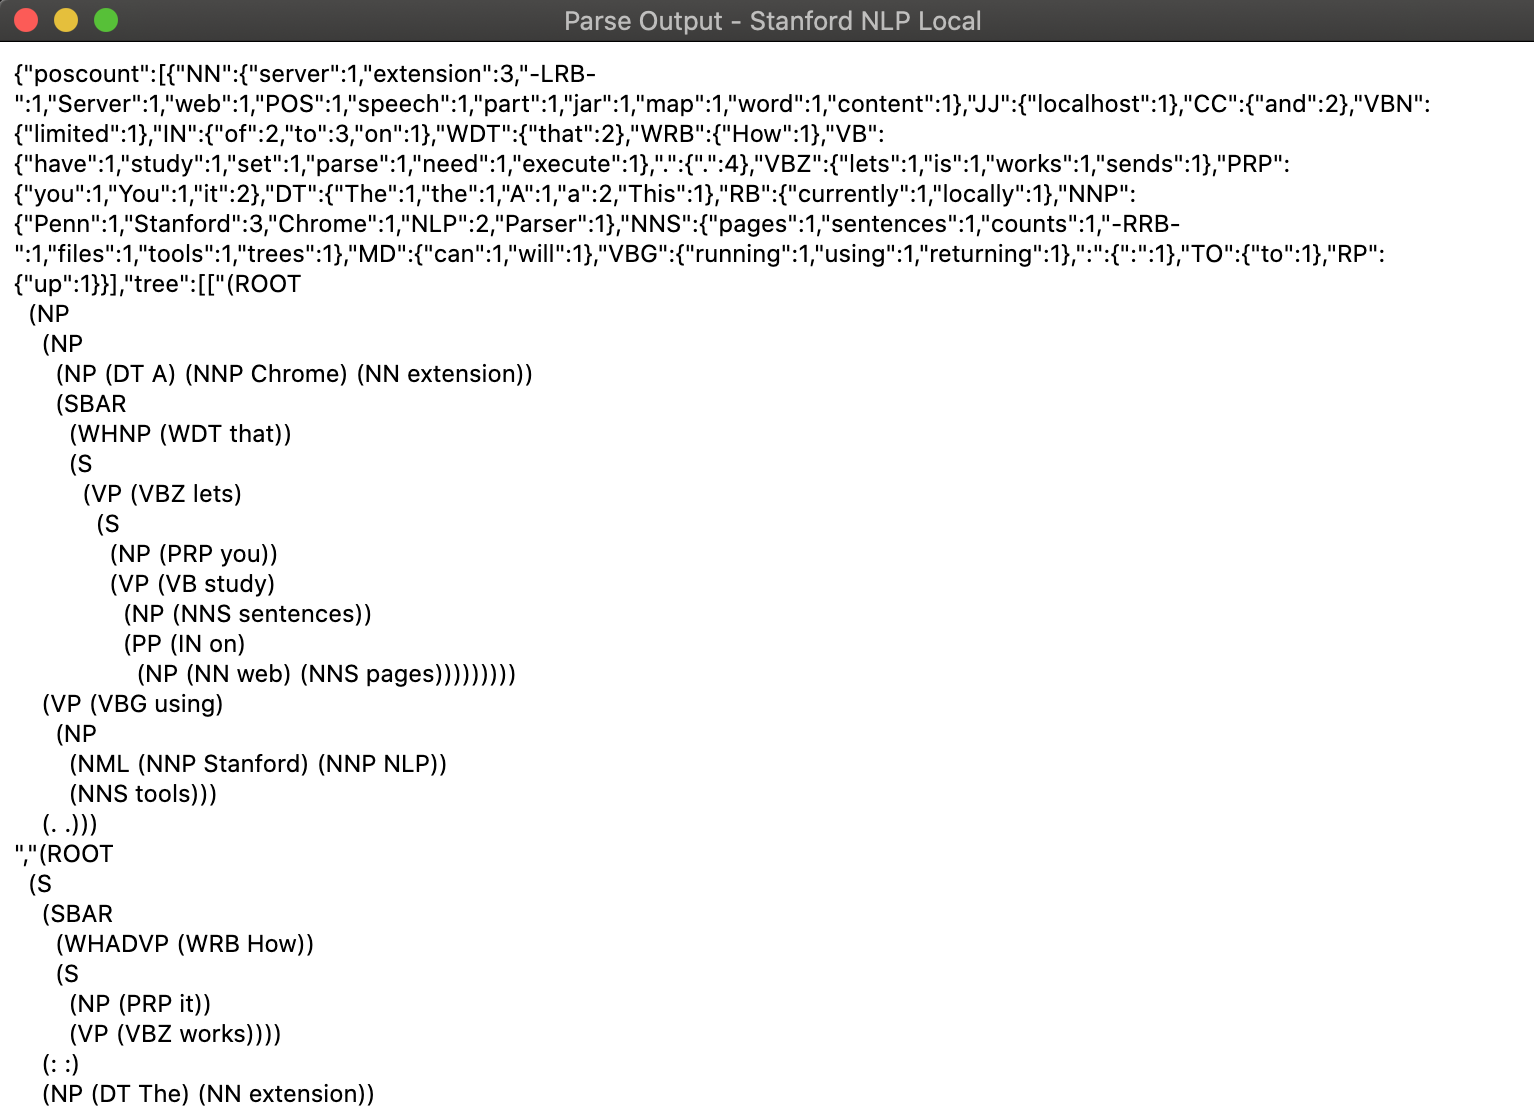 Parse Output - Stanford NLP Local
{"poscount":[{"NN":{"server":1,"extension":3,"-LRB-
":1,"Server":1,"web":1,"POS":1,"speech":1,"part":1,"jar":1,"map":1,"word":1,"content":1},"JJ":{"localhost":1},"CC":{"and":2},"VBN":
{"limited":1},"IN":{"of":2,"to":3,"on":1},"WDT":{"that":2},"WRB":{"How":1},"VB":
{"have":1,"study":1,"set":1,"parse":1,"need":1,"execute":1},".":{".":4},"VBZ":{"lets":1,"is":1,"works":1,"sends":1},"PRP":
{"you":1,"You":1,"it":2},"DT":{"The":1,"the":1,"A":1,"a":2,"This":1},"RB":{"currently":1,"locally":1},"NNP":
{"Penn":1,"Stanford":3,"Chrome":1,"NLP":2,"Parser":1},"NNS":{"pages":1,"sentences":1,"counts":1,"-RRB-
":1,"files":1,"tools":1,"trees":1},"MD":{"can":1,"will":1},"VBG":{"running":1,"using":1,"returning":1},":":{":":1},"TO":{"to":1},"RP":
{"up":1}}],"tree":[["(ROOT
(NP
(NP
(NP (DT A) (NNP Chrome) (NN extension))
(SBAR
(WHNP (WDT that))
(S
(VP (VBZ lets)
(S
(NP (PRP you))
(VP (VB study)
(NP (NNS sentences))
(PP (IN on)
(NP (NN web) (NNS pages)))))))))
(VP (VBG using)
(NP
(NML (NNP Stanford) (NNP NLP))
(NNS tools)))
(. .)))
","(ROOT
(S
(SBAR
(WHADVP (WRB How))
(S
(NP (PRP it))
(VP (VBZ works))))
(: :)
(NP (DT The) (NN extension))